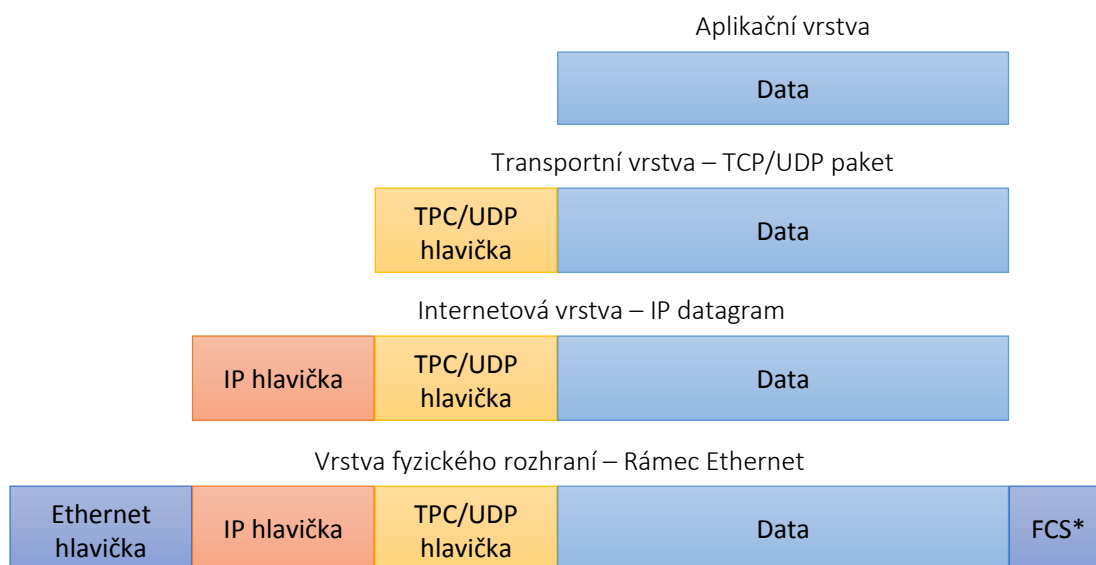 Aplikační vrstva
Data
Transportní vrstva – TCP/UDP paket
TPC/UDP
hlavička
Data
Internetová vrstva – IP datagram
IP hlavička
TPC/UDP
hlavička
Data
Vrstva fyzického rozhraní – Rámec Ethernet
Ethernet
hlavička
IP hlavička
TPC/UDP
hlavička
Data
FCS*